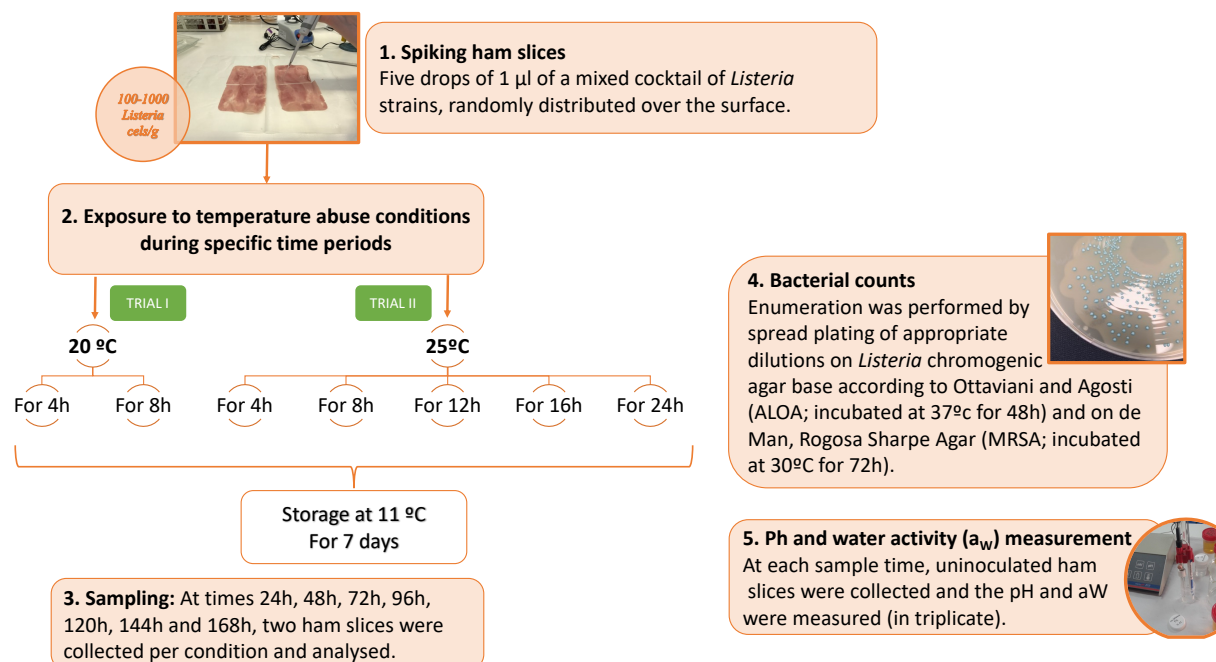 100-1000
Listeria
cels/g
1. Spiking ham slices
Five drops of 1 µl of a mixed cocktail of Listeria
strains, randomly distributed over the surface.
2. Exposure to temperature abuse conditions
during specific time periods
TRIAL I
TRIAL II
20 ºC
25ºC
For 4h
For 8h
For 4h
For 8h
For 12h
For 16h
For 24h
Storage at 11 ºC
For 7 days
3. Sampling: At times 24h, 48h, 72h, 96h,
120h, 144h and 168h, two ham slices were
collected per condition and analysed.
4. Bacterial counts
Enumeration was performed by
spread plating of appropriate
dilutions on Listeria chromogenic
agar base according to Ottaviani and Agosti
(ALOA; incubated at 37ºc for 48h) and on de
Man, Rogosa Sharpe Agar (MRSA; incubated
at 30ºC for 72h).
5. Ph and water activity (aW) measurement
At each sample time, uninoculated ham
slices were collected and the pH and aW
were measured (in triplicate).